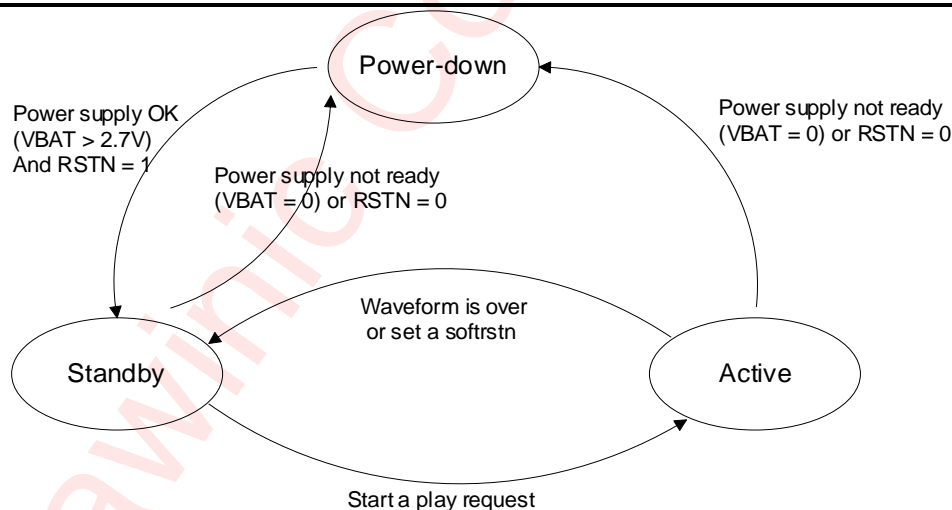 Power-down
Power supply OK
(VBAT > 2.7V)
And RSTN = 1
Power supply not ready
(VBAT = 0) or RSTN = 0
Power supply not ready
(VBAT = 0) or RSTN = 0
Waveform is over
or set a softrstn
Standby
Active
Start a play request
awinic Co